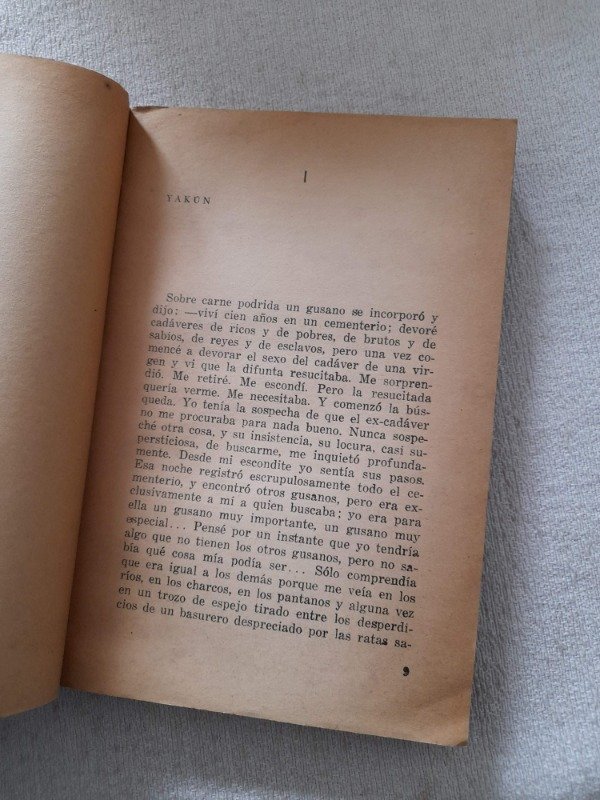 I
YAKÚN
Sobre carne podrida un gusano se incorporó y
dijo: —viví cien años en un cementerio; devoré
cadáveres de ricos y de pobres, de brutos y de
sabios, de reyes y de esclavos, pero una vez co-
mencé a devorar el sexo del cadáver de una vir-
gen y vi que la difunta resucitaba. Me sorpren-
dió. Me retiré. Me escondí. Pero la resucitada
quería verme. Me necesitaba. Y comenzó la bús-
queda. Yo tenía la sospecha de que el ex-cadáver
no me procuraba para nada bueno. Nunca sospe-
ché otra cosa, y su insistencia, su locura, casi su-
persticiosa, de buscarme, me inquietó profunda-
mente. Desde mi escondite yo sentía sus pasos.
Esa noche registró escrupulosamente todo el ce-
menterio, y encontró otros gusanos, pero era ex-
clusivamente a mi a quien buscaba; yo era para
ella un gusano muy importante, un gusano muy
especial... Pensé por un instante que yo tendría
algo que no tienen los otros gusanos, pero no sa-
bía qué cosa mía podía ser... Sólo comprendía
que era igual a los demás porque me veía en los
ríos, en los charcos, en los pantanos y alguna vez
en un trozo de espejo tirado entre los desperdi-
cios de un basurero despreciado por las ratas sa-
9